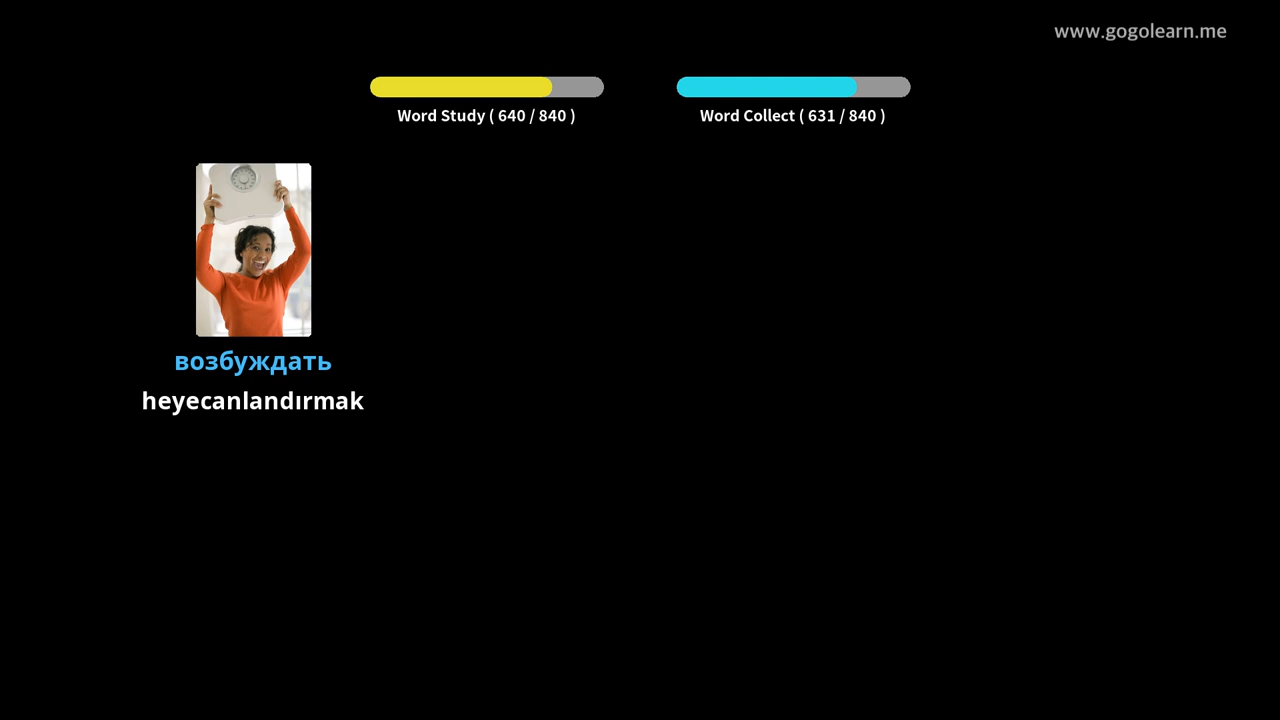 www.gogolearn.me
Word Study ( 640 / 840 )
Word Collect ( 631 / 840 )
возбуждать
heyecanlandırmak